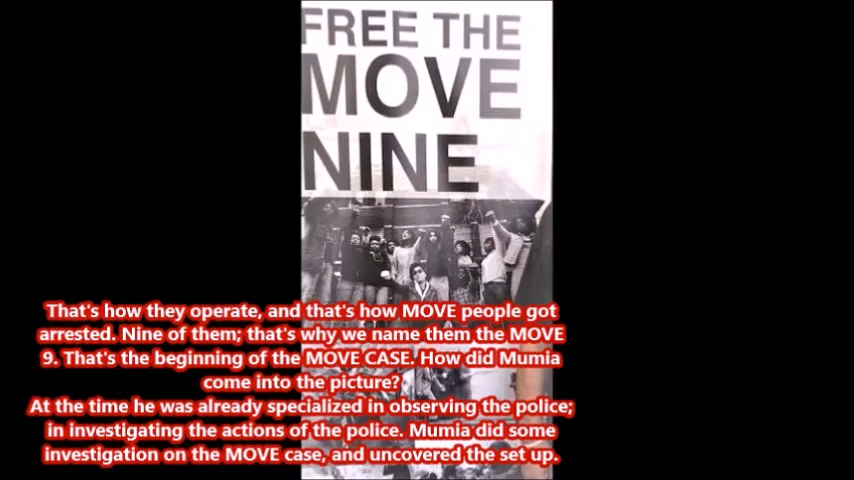 FREE THE
MOVE
NINE
That's how they operate, and that's how MOVE people got
arrested. Nine of them; that's why we name them the MOVE
9. That's the beginning of the MOVE CASE. How did Mumia
come into the picture?
At the time he was already specialized in observing the police;
in investigating the actions of the police. Mumia did some
investigation on the MOVE case, and uncovered the set up.